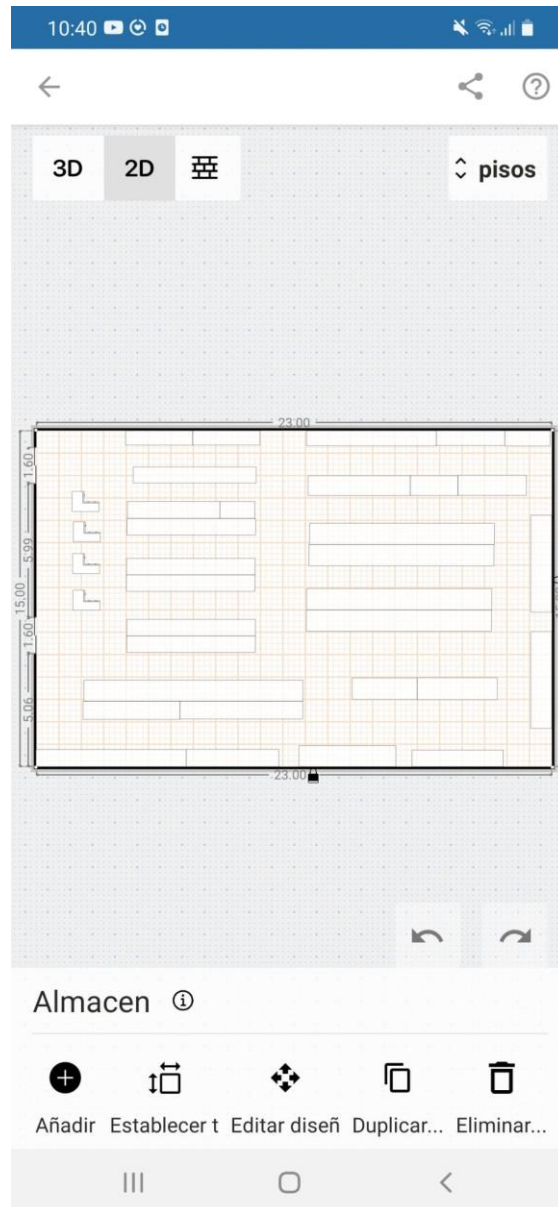 10:40
3D 2D pisos
23.00
1.60
5.99
15.00
1.60
5.06
23.00
Almacen
Añadir Establecer t Editar diseñ Duplicar... Eliminar...